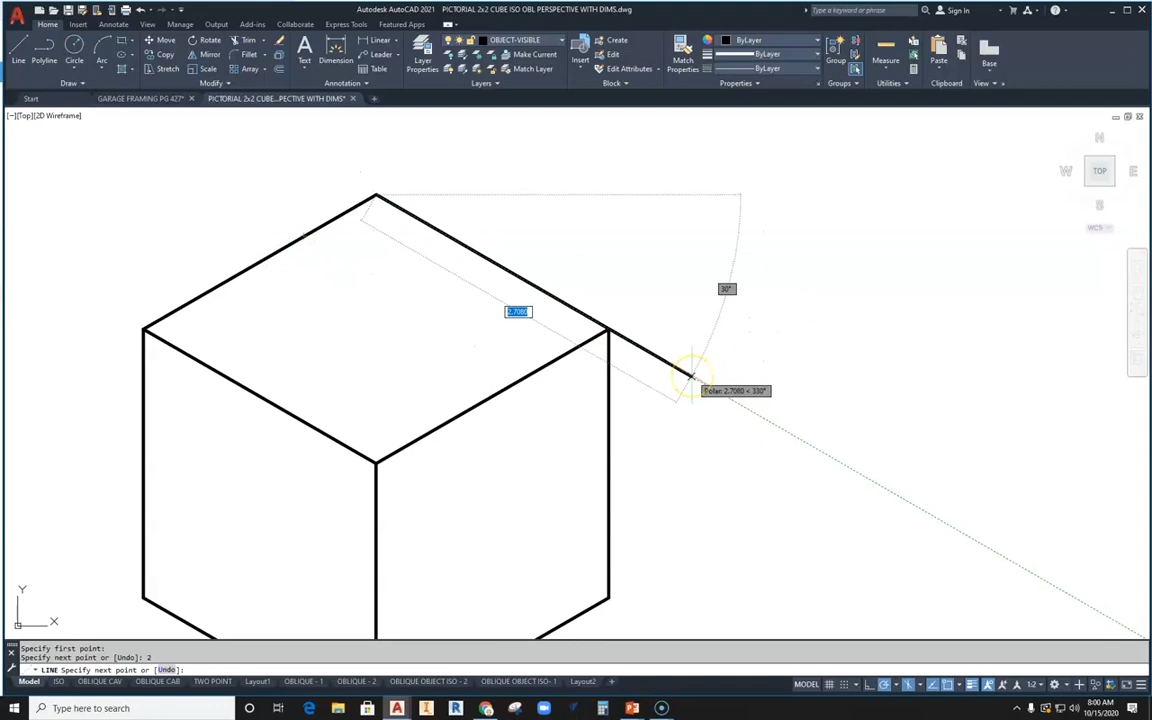 Autodesk AutoCAD 2021 PICTORIAL 2x2 CUBE ISO OBL PERSPECTIVE WITH DIMS.dwg
Type a keyword or phrase
Sign In
Home Insert Annotate Parametric View Manage Output Add-ins Collaborate Express Tools Featured Apps
Line Polyline Circle Arc
Move Rotate Trim
Copy Mirror Fillet
Stretch Scale Array
Text Dimension
Linear
Leader
Table
Layer Properties
OBJECT-VISIBLE
Make Current
Match Layer
Insert
Create
Edit
Edit Attributes
Match Properties
ByLayer
ByLayer
ByLayer
Group
Measure
Paste
Base
Draw Modify Annotation Layers Block Properties Groups Utilities Clipboard View
Start GARAGE FRAMING PG 427* PICTORIAL 2x2 CUBE...PECTIVE WITH DIMS*
[−][Top][2D Wireframe]
N
W TOP E
S
WCS
30°
2.7080
Polar: 2.7080 < 330°
Y
X
Specify first point:
Specify next point or [Undo]: 2
LINE Specify next point or [Undo]:
Model ISO OBLIQUE CAV OBLIQUE CAB TWO POINT Layout1 OBLIQUE - 1 OBLIQUE - 2 OBLIQUE OBJECT ISO - 2 OBLIQUE OBJECT ISO- 1 Layout2
MODEL
1:2
Type here to search
8:00 AM
10/15/2020